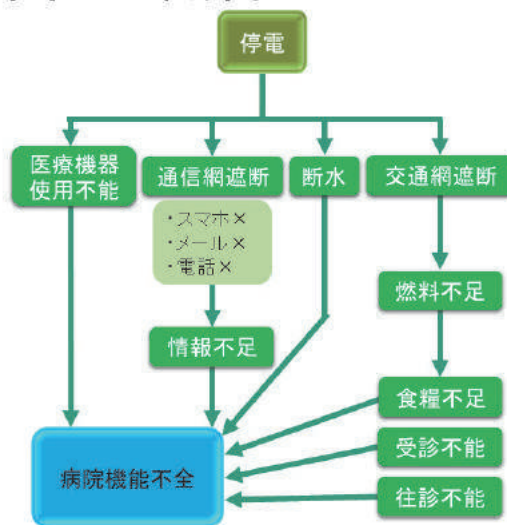 停電
医療機器
使用不能
通信網遮断
断水
交通網遮断
・スマホ×
・メール×
・電話×
燃料不足
情報不足
食糧不足
受診不能
病院機能不全
往診不能